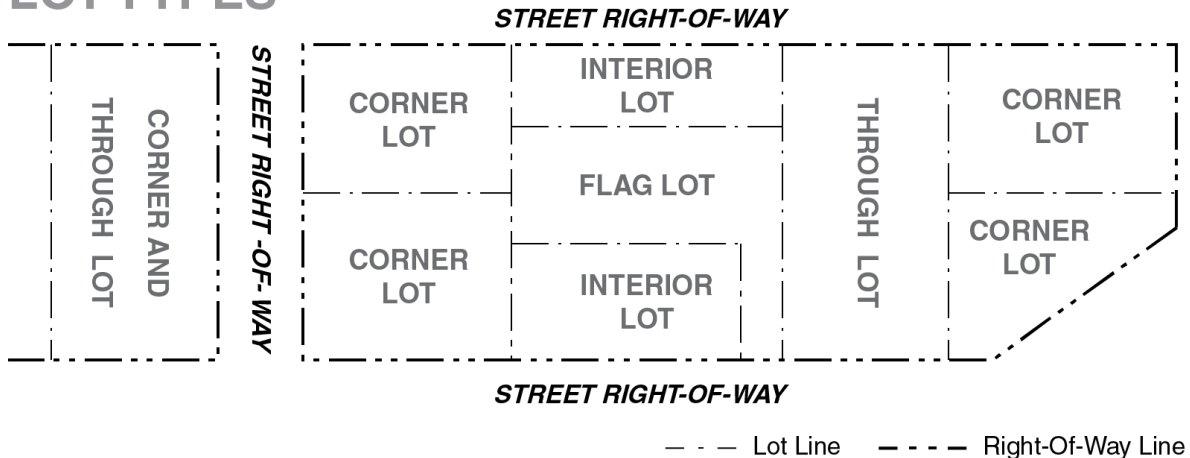 LOT TYPES
STREET RIGHT-OF-WAY
CORNER AND
THROUGH LOT
STREET RIGHT -OF- WAY
CORNER
LOT
INTERIOR
LOT
THROUGH LOT
CORNER
LOT
FLAG LOT
CORNER
LOT
INTERIOR
LOT
CORNER
LOT
STREET RIGHT-OF-WAY
Lot Line
Right-Of-Way Line